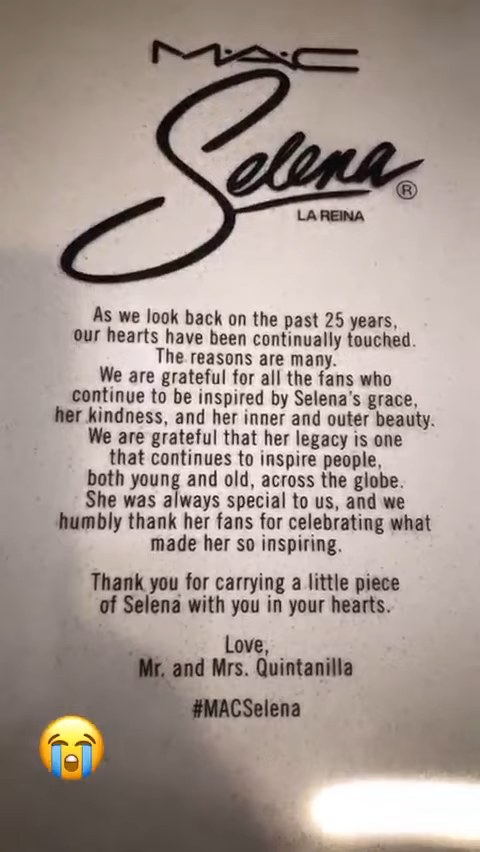 M·A·C
Selena ®
LA REINA
As we look back on the past 25 years,
our hearts have been continually touched.
The reasons are many.
We are grateful for all the fans who
continue to be inspired by Selena's grace,
her kindness, and her inner and outer beauty.
We are grateful that her legacy is one
that continues to inspire people,
both young and old, across the globe.
She was always special to us, and we
humbly thank her fans for celebrating what
made her so inspiring.
Thank you for carrying a little piece
of Selena with you in your hearts.
Love,
Mr. and Mrs. Quintanilla
#MACSelena